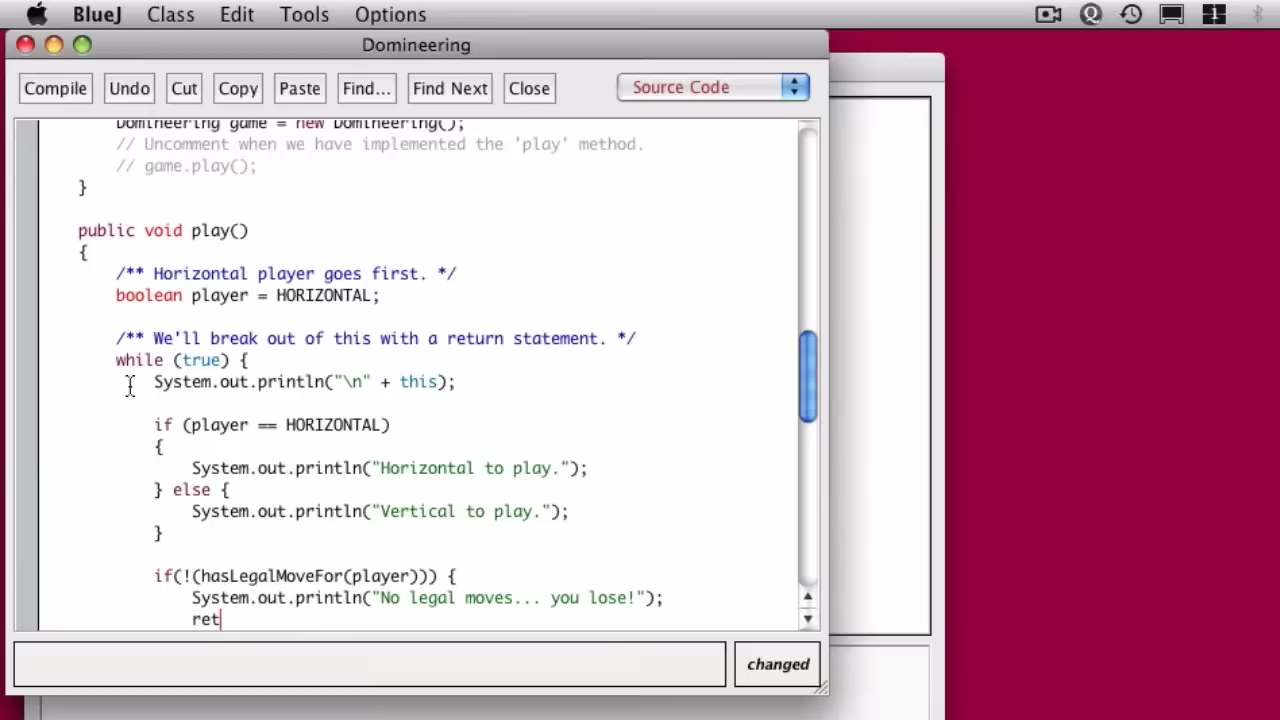 BlueJ Class Edit Tools Options
Domineering
Compile Undo Cut Copy Paste Find... Find Next Close Source Code
Domineering game = new Domineering();
// Uncomment when we have implemented the 'play' method.
// game.play();
}
public void play()
{
/** Horizontal player goes first. */
boolean player = HORIZONTAL;
/** We'll break out of this with a return statement. */
while (true) {
System.out.println("\n" + this);
if (player == HORIZONTAL)
{
System.out.println("Horizontal to play.");
} else {
System.out.println("Vertical to play.");
}
if(!(hasLegalMoveFor(player))) {
System.out.println("No legal moves... you lose!");
ret
changed